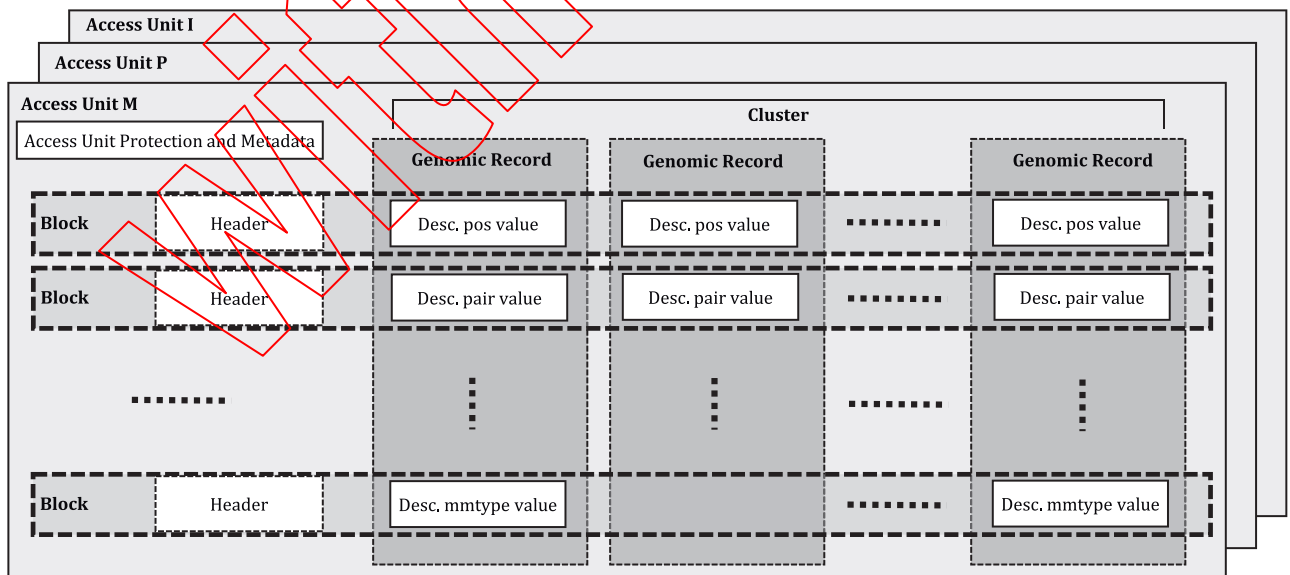 Access Unit I
Access Unit P
Access Unit M
Cluster
Access Unit Protection and Metadata
Genomic Record Genomic Record Genomic Record
Block Header Desc. pos value Desc. pos value Desc. pos value
Block Header Desc. pair value Desc. pair value Desc. pair value
Block Header Desc. mmtype value Desc. mmtype value